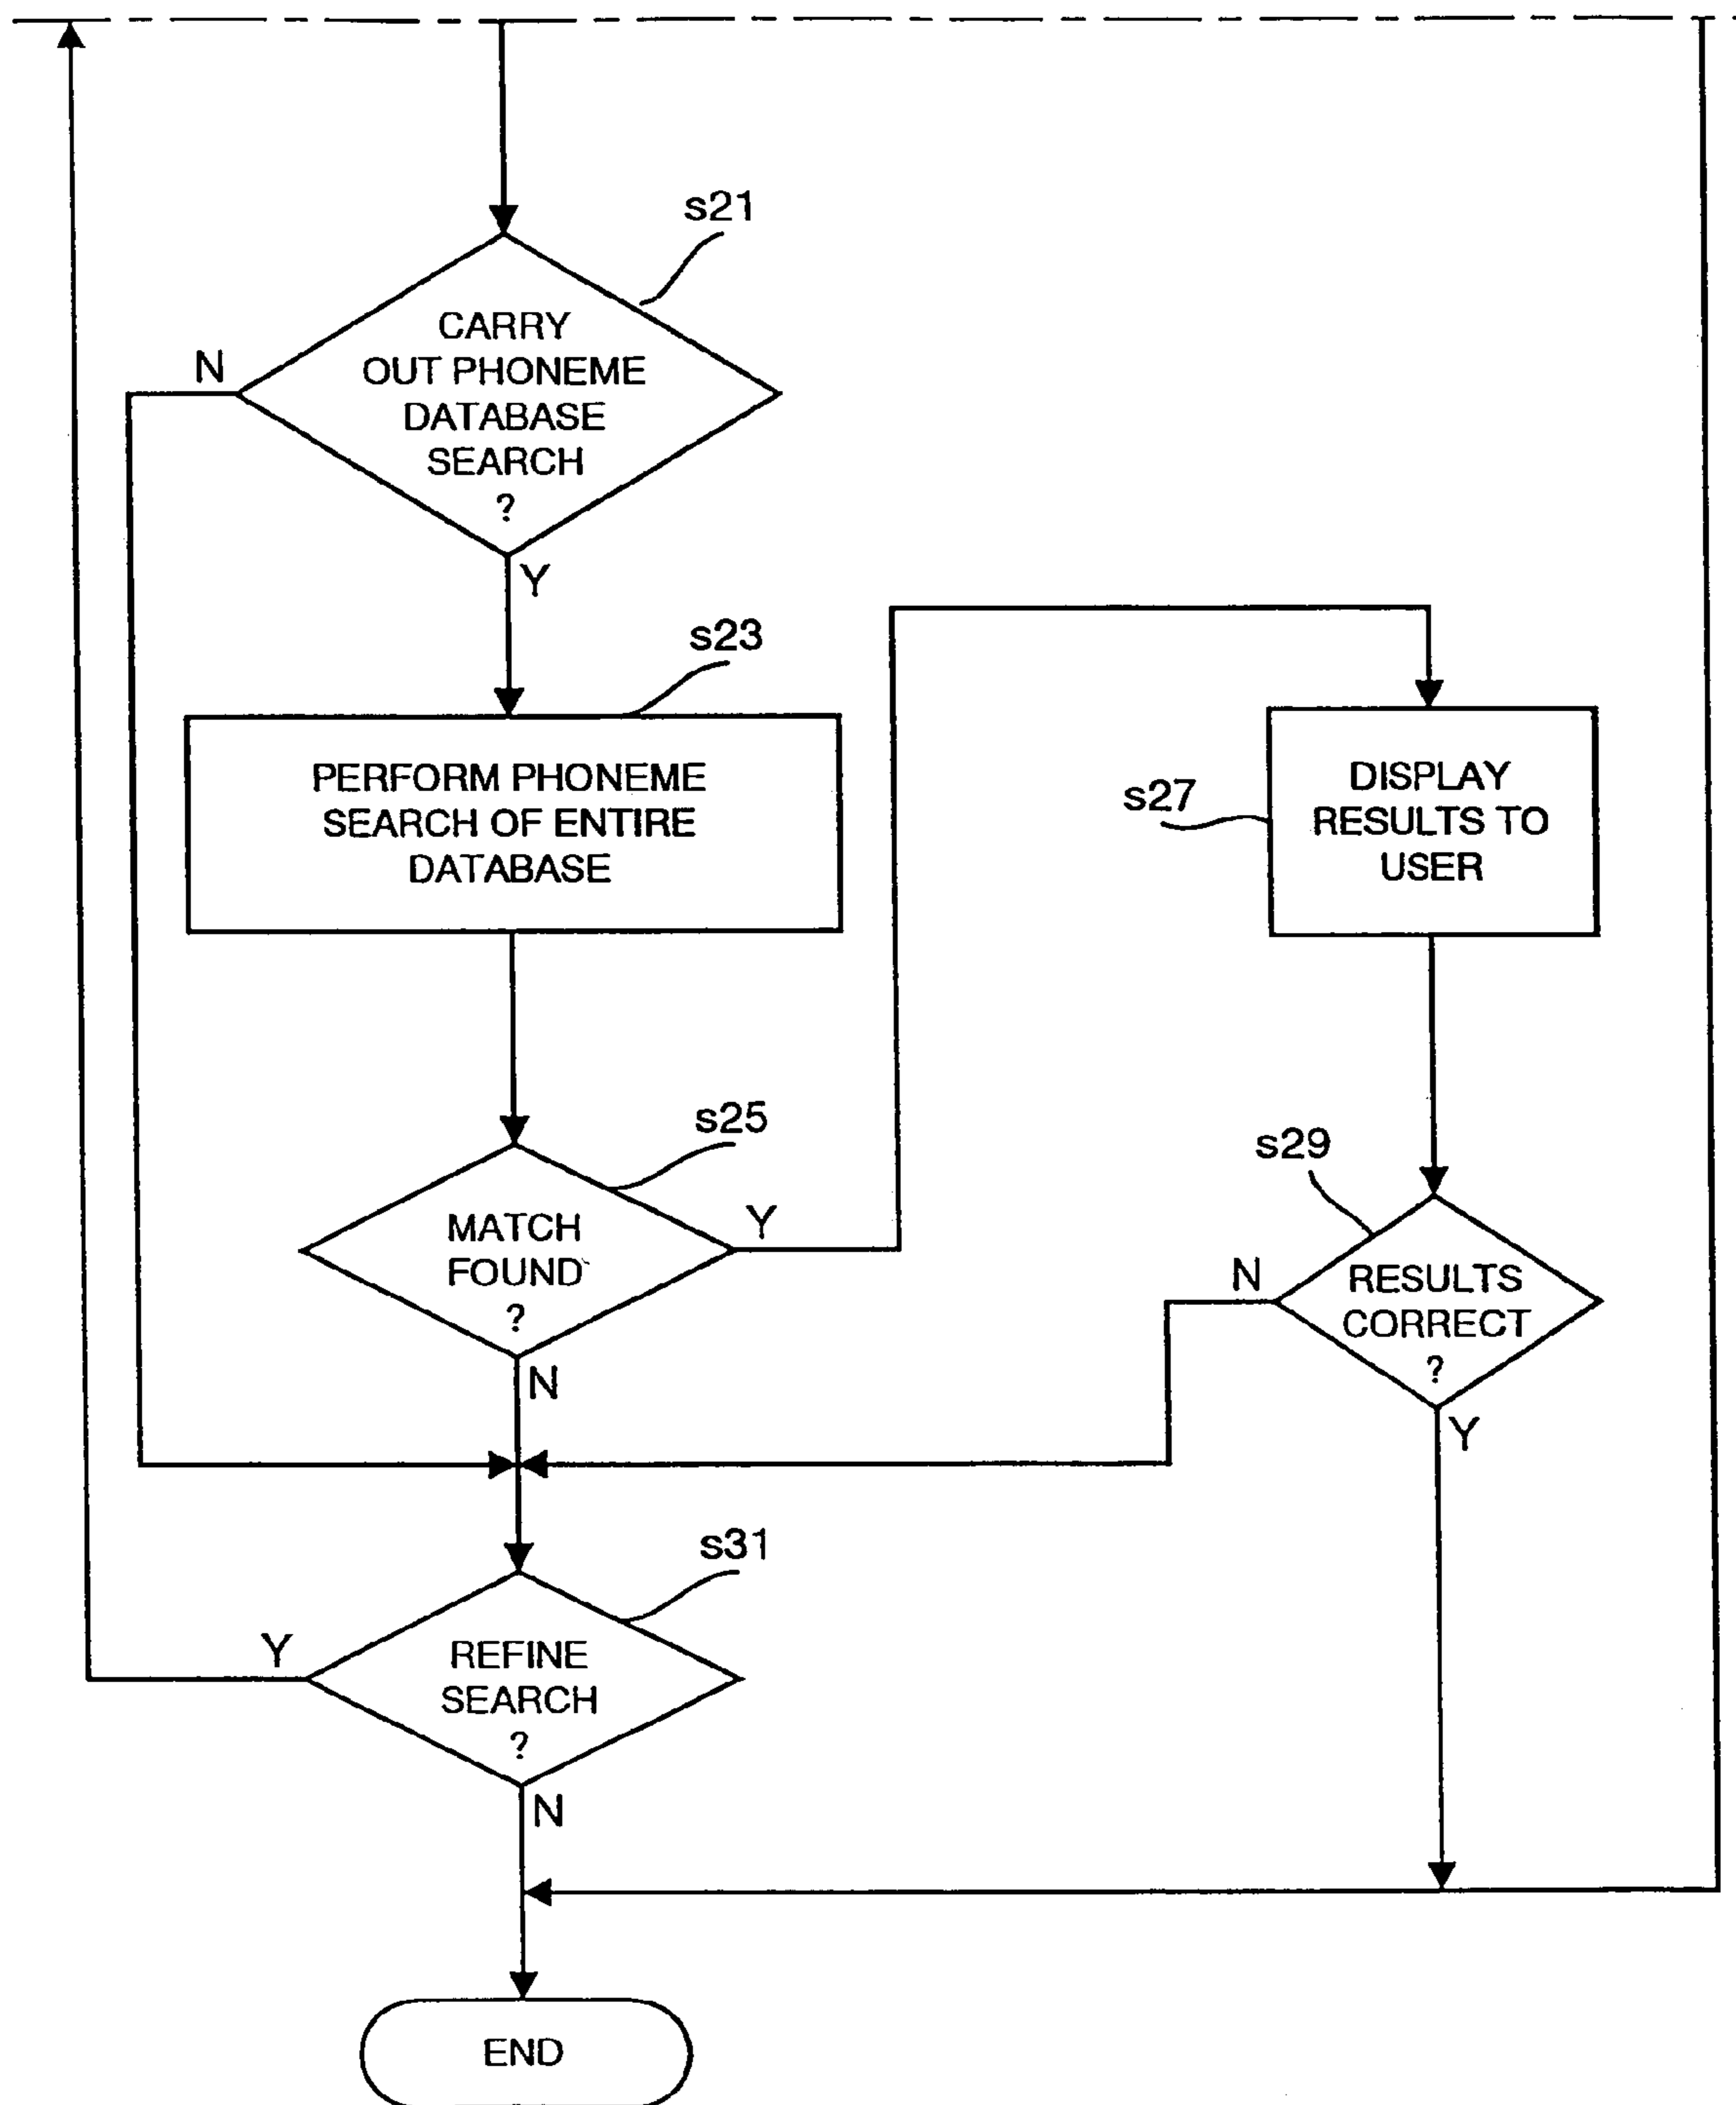 s21
CARRY
OUT PHONEME
DATABASE
SEARCH
?
N
Y
s23
PERFORM PHONEME
SEARCH OF ENTIRE
DATABASE
s27
DISPLAY
RESULTS TO
USER
s25
MATCH
FOUND
?
Y
N
s29
RESULTS
CORRECT
?
N
Y
s31
REFINE
SEARCH
?
Y
N
END